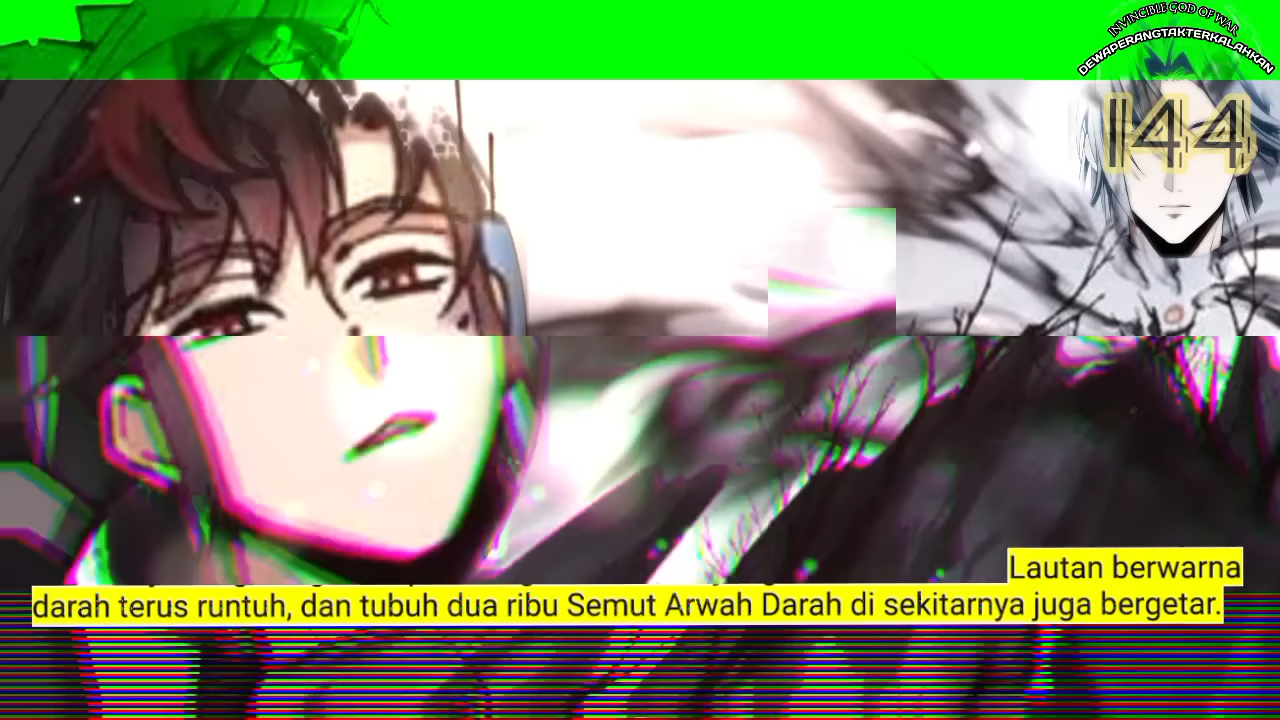 INVINCIBLE GOD OF WAR
DEWAPERANGTAKTERKALAHKAN
144
Lautan berwarna
darah terus runtuh, dan tubuh dua ribu Semut Arwah Darah di sekitarnya juga bergetar.